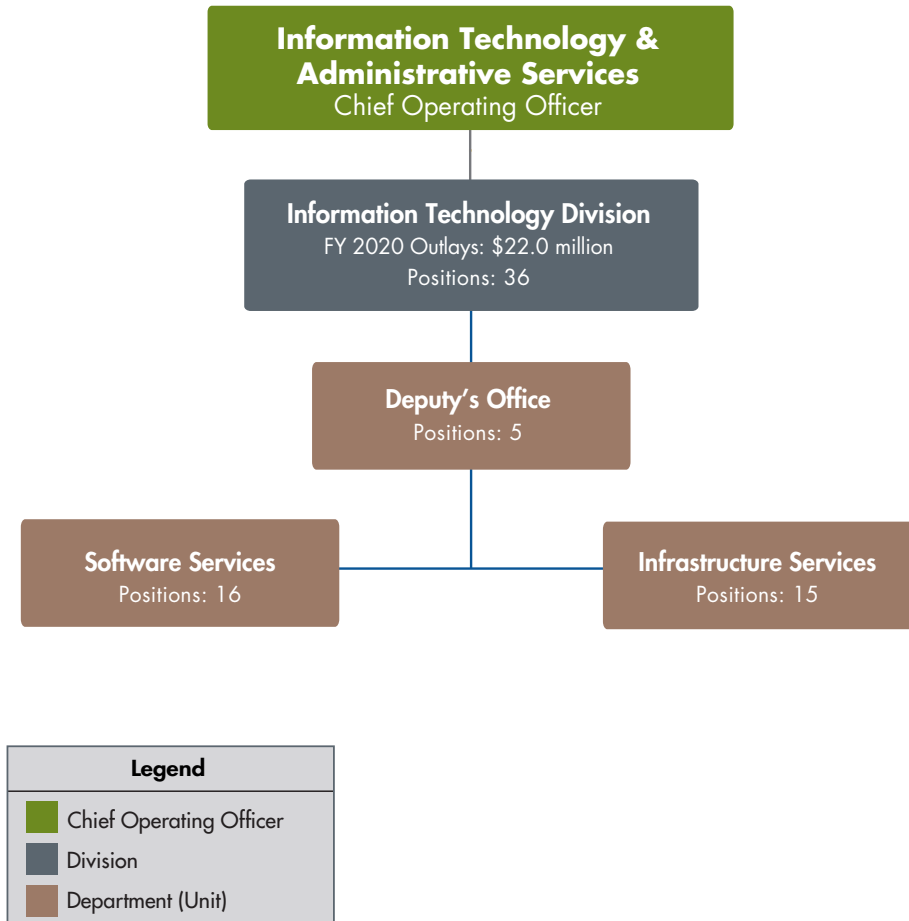 Information Technology &
Administrative Services
Chief Operating Officer
Information Technology Division
FY 2020 Outlays: $22.0 million
Positions: 36
Deputy’s Office
Positions: 5
Software Services
Positions: 16
Infrastructure Services
Positions: 15
Legend
Chief Operating Officer
Division
Department (Unit)